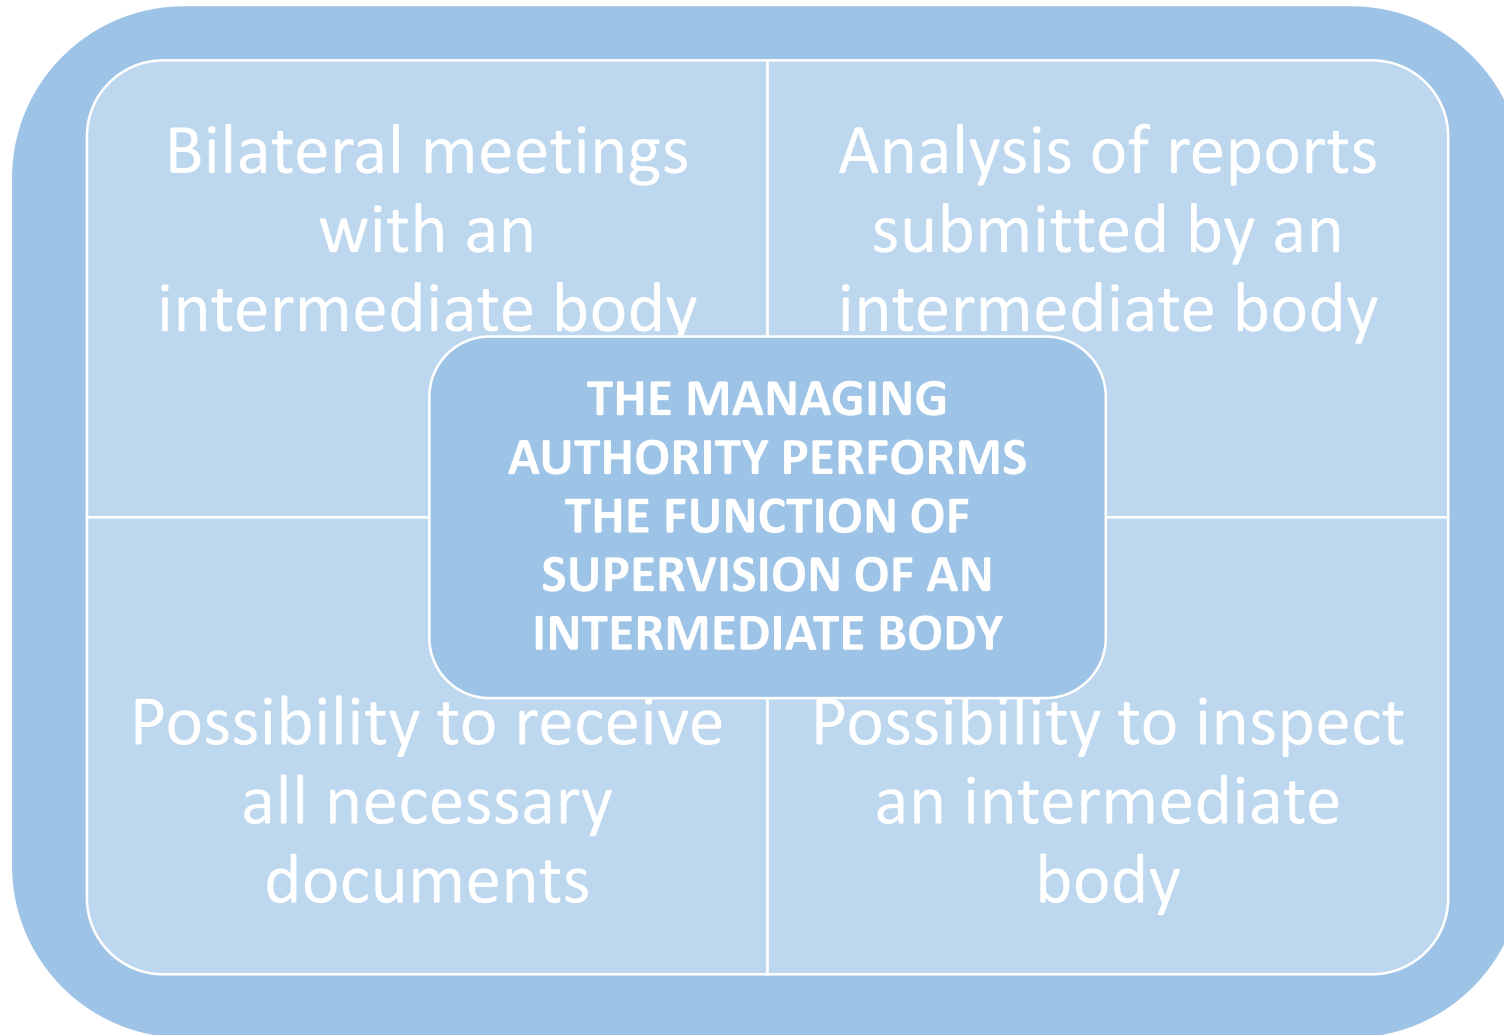 Bilateral meetings
with an
intermediate body
Analysis of reports
submitted by an
intermediate body
THE MANAGING
AUTHORITY PERFORMS
THE FUNCTION OF
SUPERVISION OF AN
INTERMEDIATE BODY
Possibility to receive
all necessary
documents
Possibility to inspect
an intermediate
body